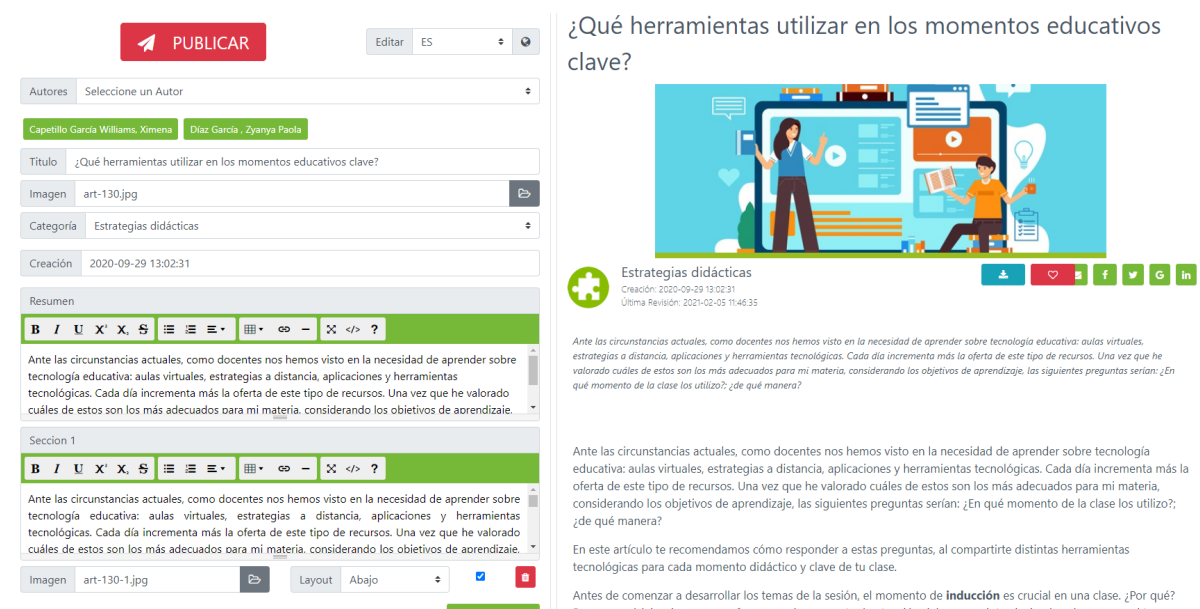 PUBLICAR
Editar ES
Autores Seleccione un Autor
Capetillo García Williams, Ximena Díaz García , Zyanya Paola
Titulo ¿Qué herramientas utilizar en los momentos educativos clave?
Imagen art-130.jpg
Categoría Estrategias didácticas
Creación 2020-09-29 13:02:31
Resumen
B I U X² X₂ S </> ?
Ante las circunstancias actuales, como docentes nos hemos visto en la necesidad de aprender sobre
tecnología educativa: aulas virtuales, estrategias a distancia, aplicaciones y herramientas
tecnológicas. Cada día incrementa más la oferta de este tipo de recursos. Una vez que he valorado
cuáles de estos son los más adecuados para mi materia, considerando los objetivos de aprendizaje,
Seccion 1
B I U X² X₂ S </> ?
Ante las circunstancias actuales, como docentes nos hemos visto en la necesidad de aprender sobre
tecnología educativa: aulas virtuales, estrategias a distancia, aplicaciones y herramientas
tecnológicas. Cada día incrementa más la oferta de este tipo de recursos. Una vez que he valorado
cuáles de estos son los más adecuados para mi materia, considerando los objetivos de aprendizaje,
Imagen art-130-1.jpg Layout Abajo
¿Qué herramientas utilizar en los momentos educativos
clave?
Estrategias didácticas
Creación: 2020-09-29 13:02:31
Última Revisión: 2021-02-05 11:46:35
Ante las circunstancias actuales, como docentes nos hemos visto en la necesidad de aprender sobre tecnología educativa: aulas virtuales,
estrategias a distancia, aplicaciones y herramientas tecnológicas. Cada día incrementa más la oferta de este tipo de recursos. Una vez que he
valorado cuáles de estos son los más adecuados para mi materia, considerando los objetivos de aprendizaje, las siguientes preguntas serían: ¿En
qué momento de la clase los utilizo?; ¿de qué manera?
Ante las circunstancias actuales, como docentes nos hemos visto en la necesidad de aprender sobre tecnología
educativa: aulas virtuales, estrategias a distancia, aplicaciones y herramientas tecnológicas. Cada día incrementa más la
oferta de este tipo de recursos. Una vez que he valorado cuáles de estos son los más adecuados para mi materia,
considerando los objetivos de aprendizaje, las siguientes preguntas serían: ¿En qué momento de la clase los utilizo?;
¿de qué manera?
En este artículo te recomendamos cómo responder a estas preguntas, al compartirte distintas herramientas
tecnológicas para cada momento didáctico y clave de tu clase.
Antes de comenzar a desarrollar los temas de la sesión, el momento de inducción es crucial en una clase. ¿Por qué?